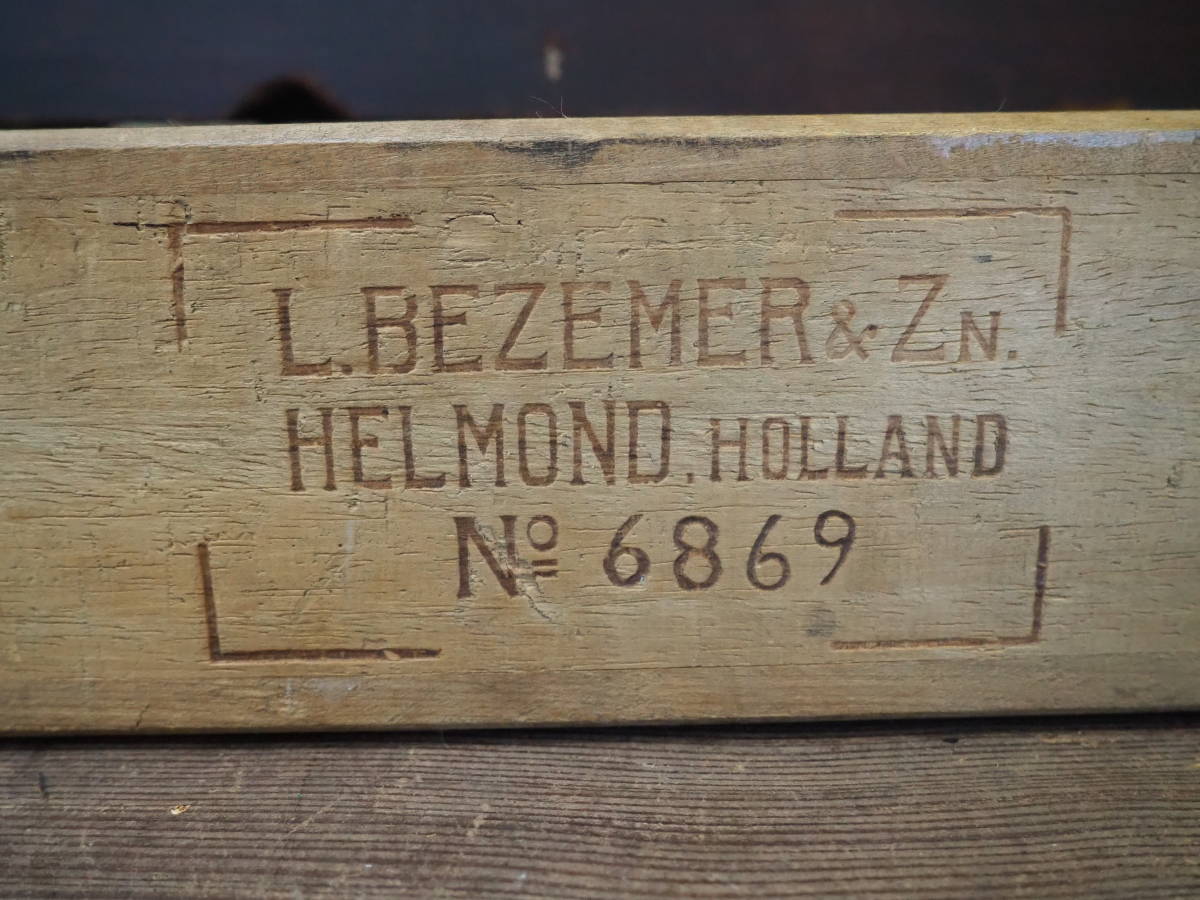 L. BEZEMER & ZN.
HELMOND, HOLLAND
Nº 6869